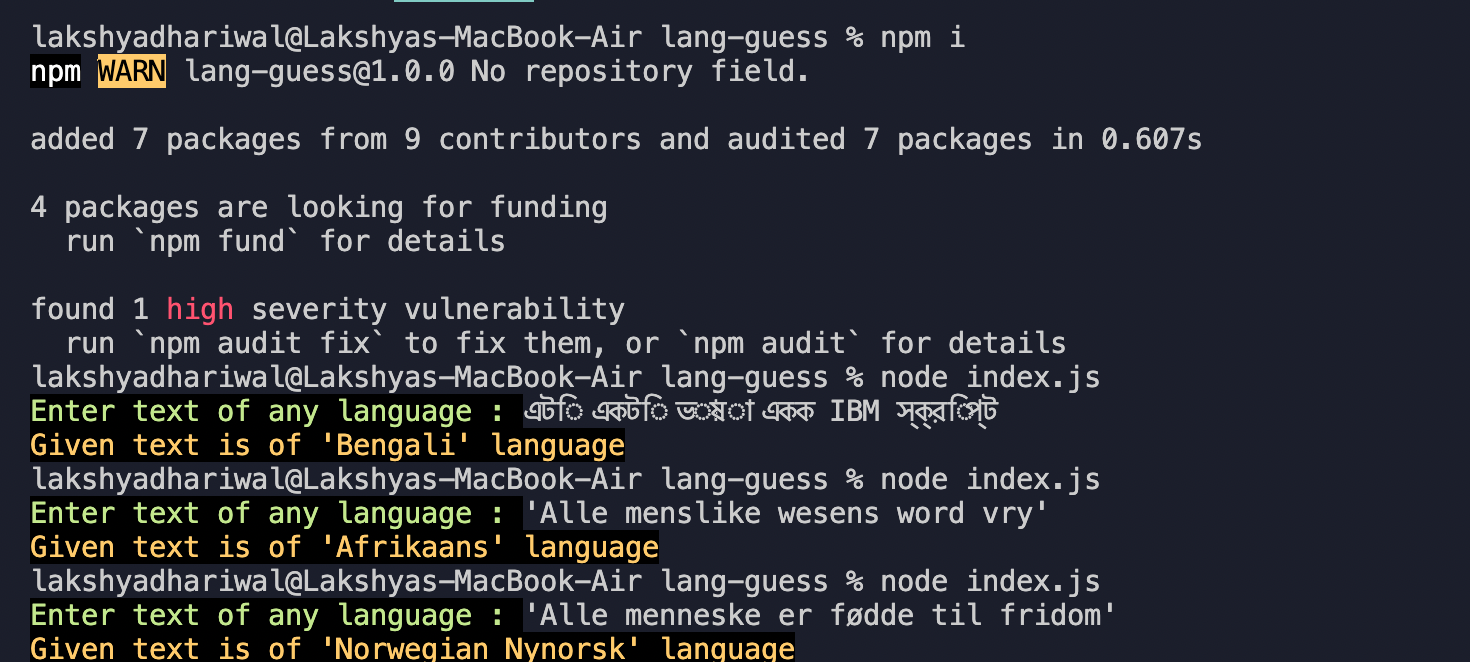 lakshyadhariwal@Lakshyas-MacBook-Air lang-guess % npm i
npm WARN lang-guess@1.0.0 No repository field.
added 7 packages from 9 contributors and audited 7 packages in 0.607s
4 packages are looking for funding
run `npm fund` for details
found 1 high severity vulnerability
run `npm audit fix` to fix them, or `npm audit` for details
lakshyadhariwal@Lakshyas-MacBook-Air lang-guess % node index.js
Enter text of any language : এটি একটি ভাষা একক IBM স্ক্রিপ্ট
Given text is of 'Bengali' language
lakshyadhariwal@Lakshyas-MacBook-Air lang-guess % node index.js
Enter text of any language : 'Alle menslike wesens word vry'
Given text is of 'Afrikaans' language
lakshyadhariwal@Lakshyas-MacBook-Air lang-guess % node index.js
Enter text of any language : 'Alle menneske er fødde til fridom'
Given text is of 'Norwegian Nynorsk' language